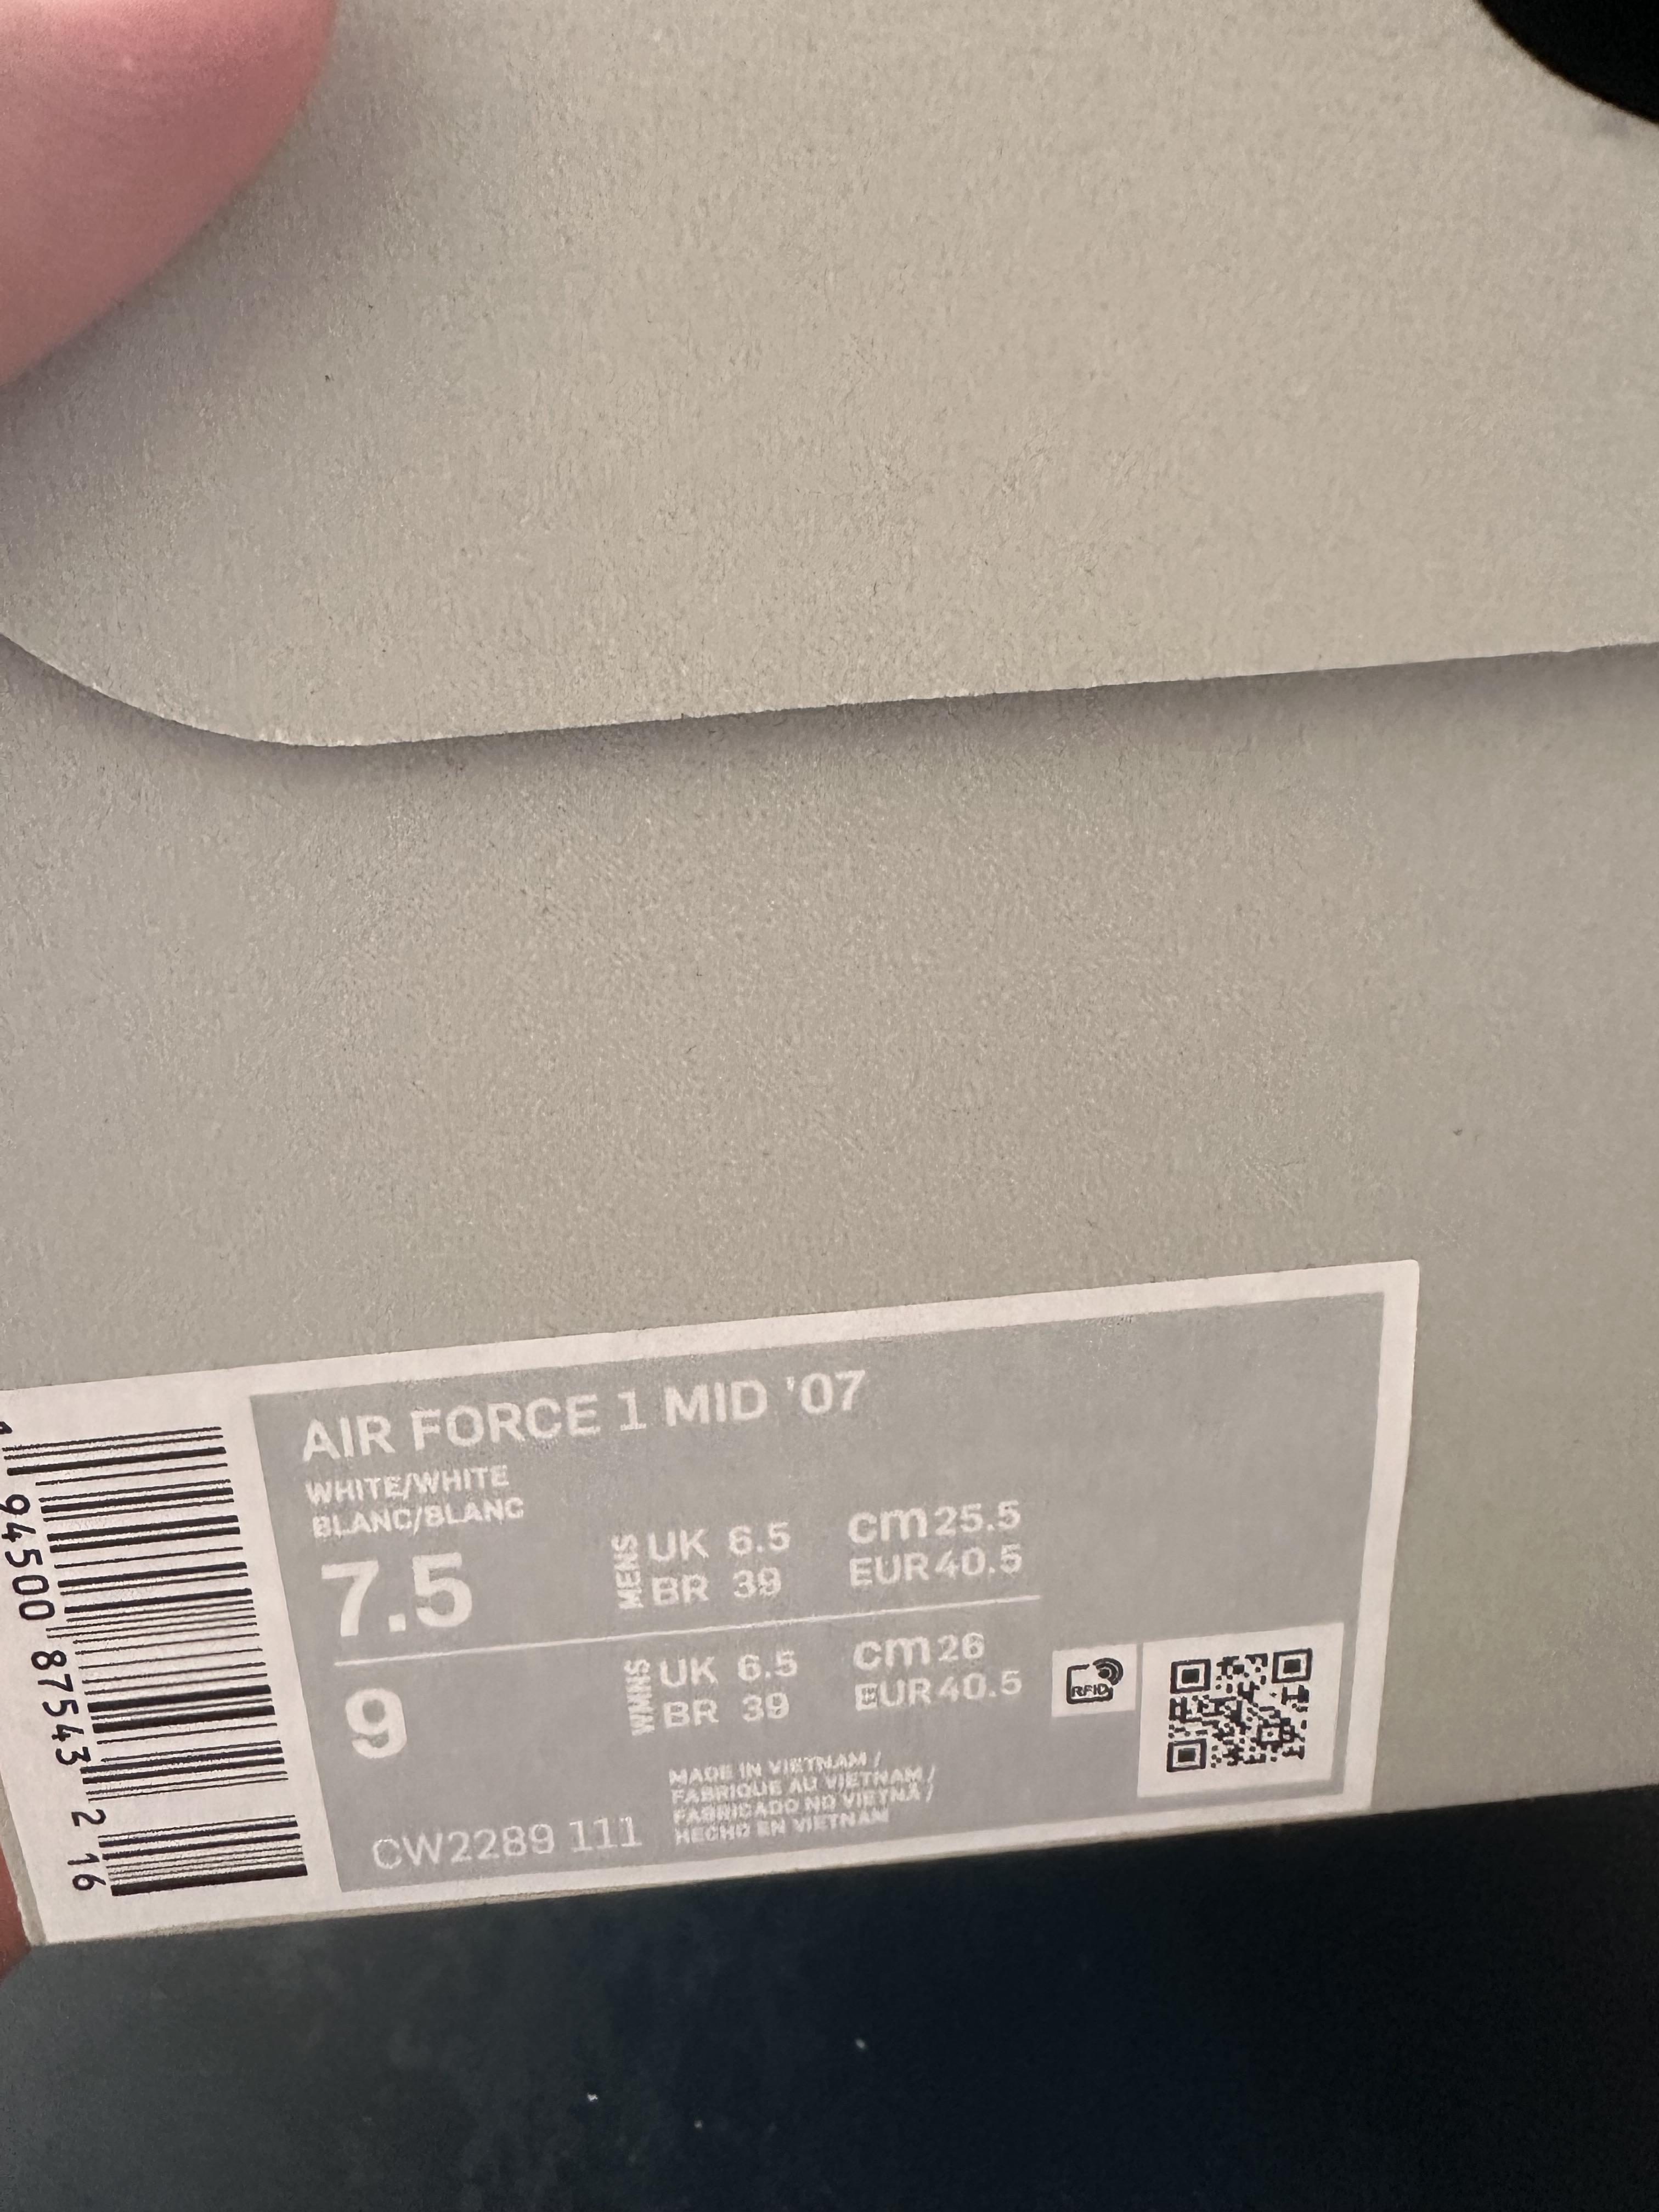 AIR FORCE 1 MID '07
WHITE/WHITE
BLANC/BLANC
7.5
MENS
UK 6.5
BR 39
cm 25.5
EUR 40.5
9
WMNS
UK 6.5
BR 39
cm 26
EUR 40.5
RFID
CW2289 111
MADE IN VIETNAM /
FABRIQUE AU VIETNAM /
FABRICADO NO VIETNÃ /
HECHO EN VIETNAM
94500 87543 2 16